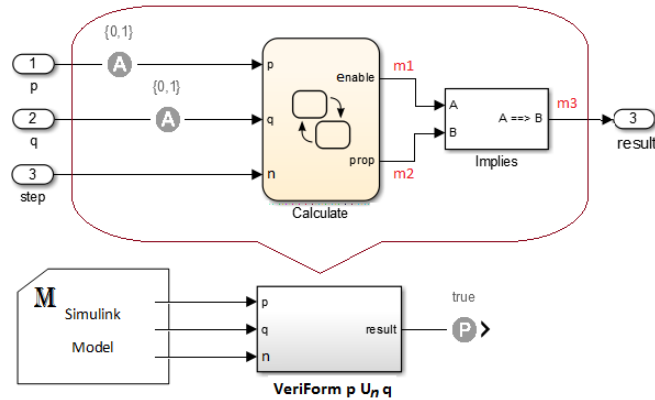 {0,1}
1
A
p
{0,1}
2
A
q
3
step
p
q
n
enable
prop
Calculate
m1
m2
A
B
A ==> B
Implies
m3
3
result
M
Simulink
Model
p
q
n
result
true
P
VeriForm p Un q